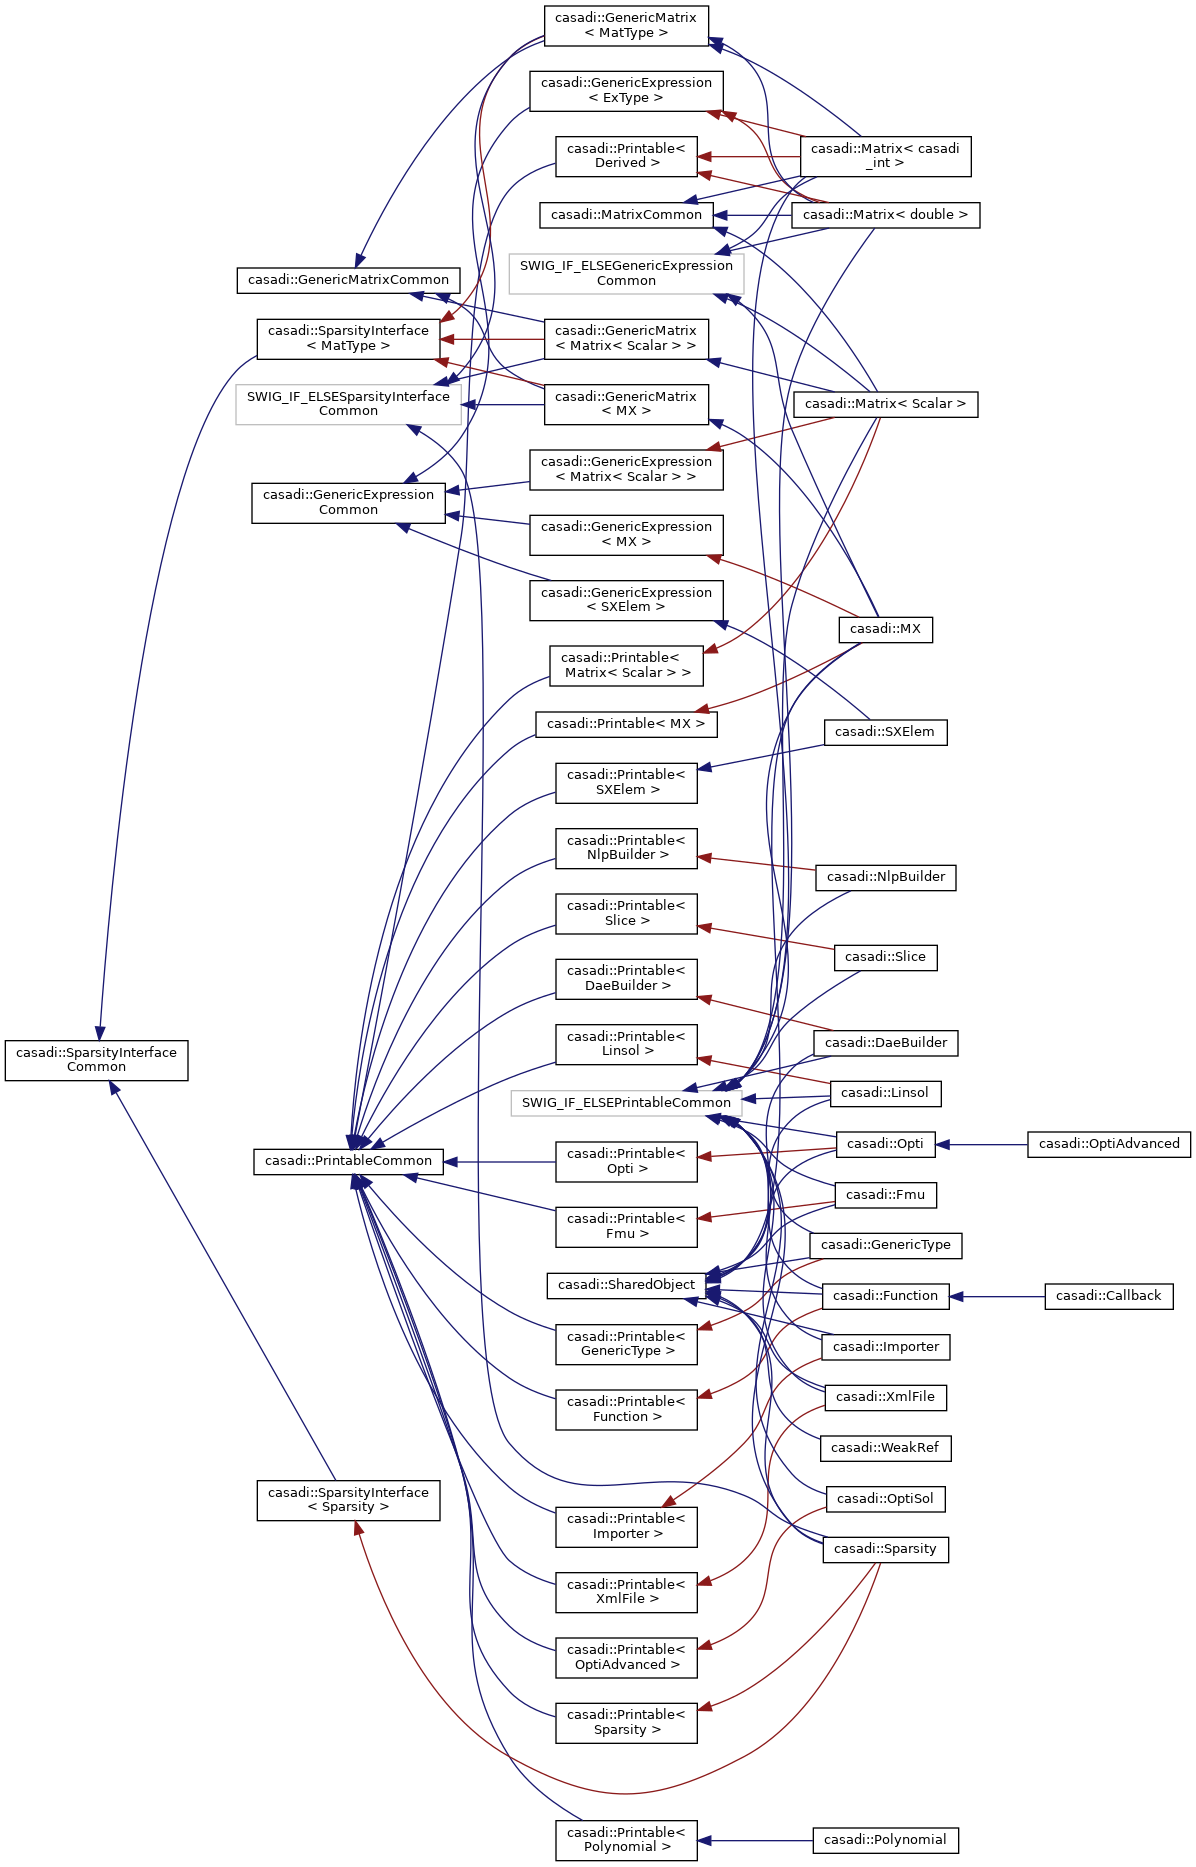 casadi::GenericMatrix
< MatType >
casadi::GenericExpression
< ExType >
casadi::Printable<
Derived >
casadi::Matrix< casadi
_int >
casadi::MatrixCommon
casadi::Matrix< double >
SWIG_IF_ELSEGenericExpression
Common
casadi::GenericMatrixCommon
casadi::SparsityInterface
< MatType >
casadi::GenericMatrix
< Matrix< Scalar > >
SWIG_IF_ELSESparsityInterface
Common
casadi::GenericMatrix
< MX >
casadi::Matrix< Scalar >
casadi::GenericExpression
< Matrix< Scalar > >
casadi::GenericExpression
Common
casadi::GenericExpression
< MX >
casadi::GenericExpression
< SXElem >
casadi::MX
casadi::Printable<
Matrix< Scalar > >
casadi::Printable< MX >
casadi::SXElem
casadi::Printable<
SXElem >
casadi::Printable<
NlpBuilder >
casadi::NlpBuilder
casadi::Printable<
Slice >
casadi::Slice
casadi::Printable<
DaeBuilder >
casadi::DaeBuilder
casadi::Printable<
Linsol >
casadi::SparsityInterface
Common
casadi::Linsol
SWIG_IF_ELSEPrintableCommon
casadi::Opti
casadi::OptiAdvanced
casadi::PrintableCommon
casadi::Printable<
Opti >
casadi::Fmu
casadi::Printable<
Fmu >
casadi::GenericType
casadi::SharedObject
casadi::Function
casadi::Callback
casadi::Printable<
GenericType >
casadi::Importer
casadi::Printable<
Function >
casadi::XmlFile
casadi::WeakRef
casadi::SparsityInterface
< Sparsity >
casadi::OptiSol
casadi::Printable<
Importer >
casadi::Sparsity
casadi::Printable<
XmlFile >
casadi::Printable<
OptiAdvanced >
casadi::Printable<
Sparsity >
casadi::Printable<
Polynomial >
casadi::Polynomial